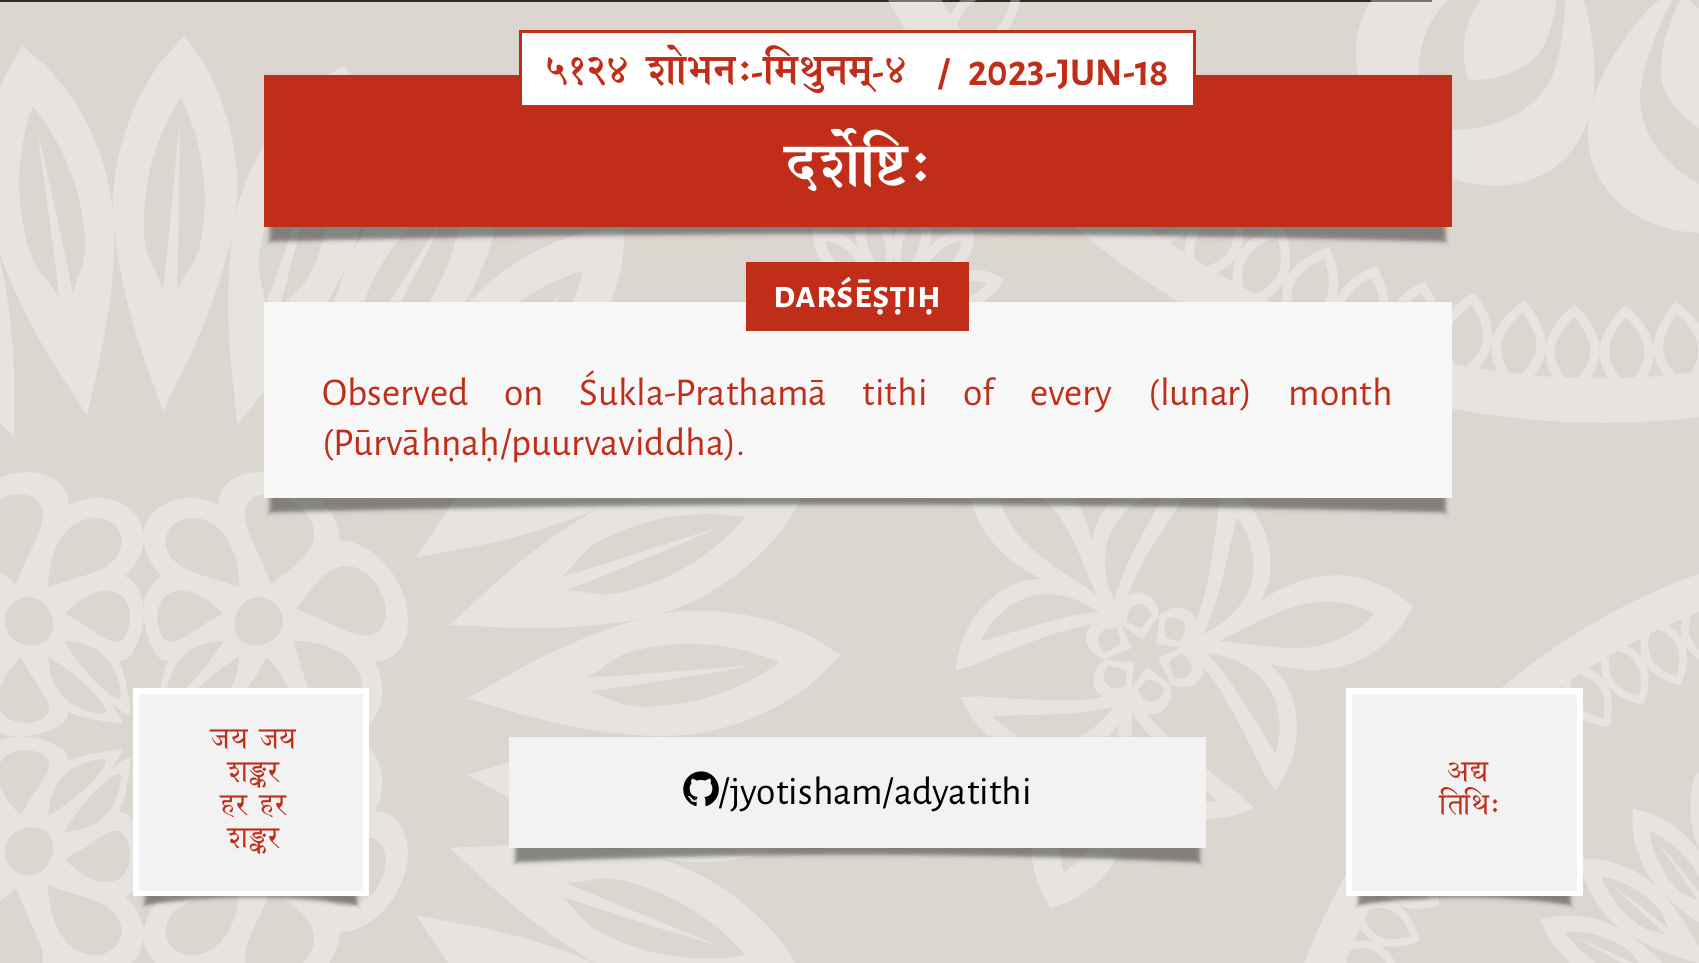 ५१२४ शोभनः-मिथुनम्-४ / 2023-JUN-18
दर्शेष्टिः
DARŚĒṢṬIḤ
Observed on Śukla-Prathamā tithi of every (lunar) month
(Pūrvāhṇaḥ/puurvaviddha).
जय जय
शङ्कर
हर हर
शङ्कर
/jyotisham/adyatithi
अद्य
तिथिः